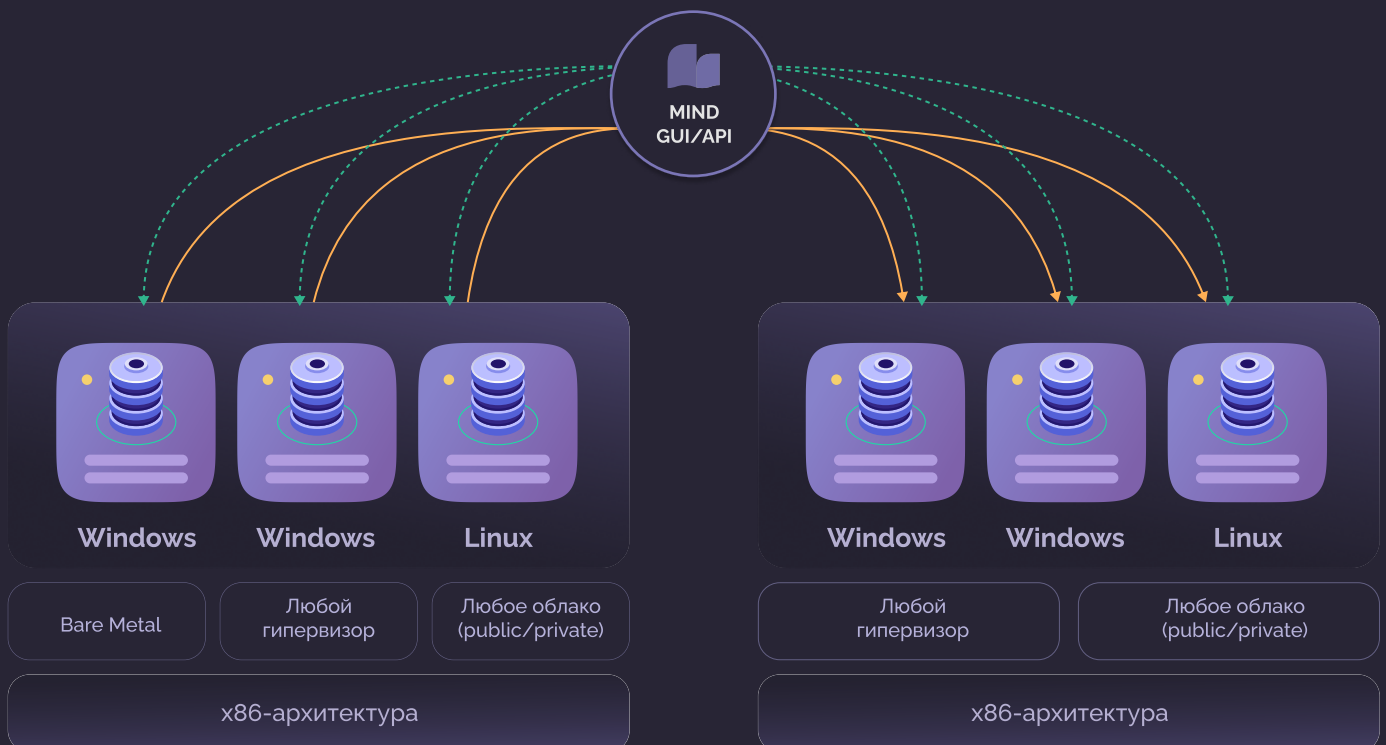 MIND
GUI/API
Windows
Windows
Linux
Windows
Windows
Linux
Bare Metal
Любой
гипервизор
Любое облако
(public/private)
Любой
гипервизор
Любое облако
(public/private)
x86-архитектура
x86-архитектура